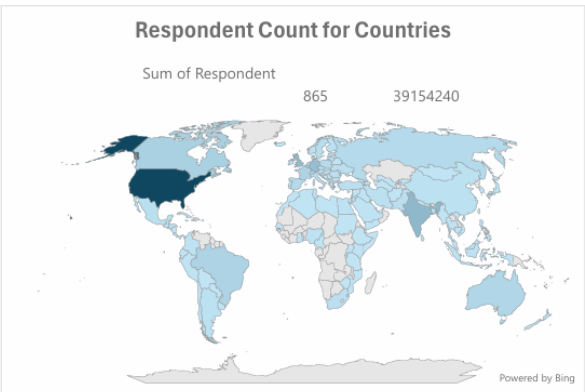 Respondent Count for Countries
Sum of Respondent
865 39154240
Powered by Bing